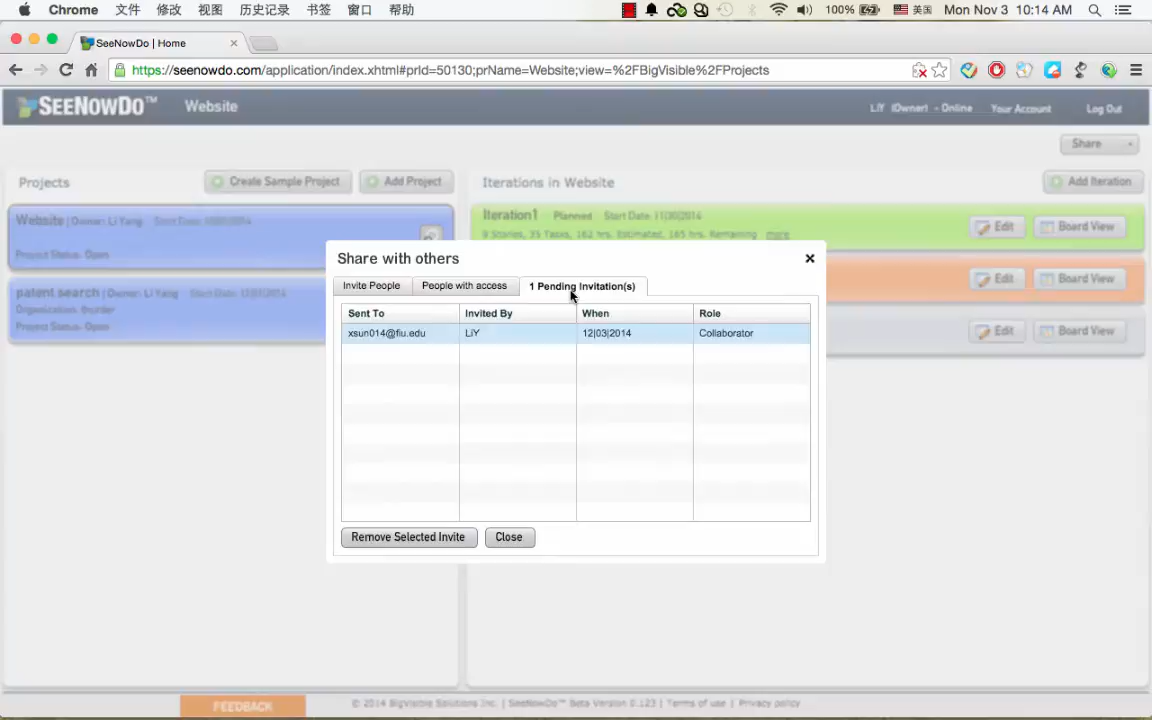 Chrome 文件 修改 视图 历史记录 书签 窗口 帮助 100% 美国 Mon Nov 3 10:14 AM
SeeNowDo | Home
https://seenowdo.com/application/index.xhtml#prId=50130;prName=Website;view=%2FBigVisible%2FProjects
SEENOWDO™ Website LiY (Owner) - Online Your Account Log Out
Share
Projects Create Sample Project Add Project Iterations in Website Add Iteration
Website | Owner: Li Yang Start Date:
Project Status: Open
Iteration1 Planned Start Date: 11/30/2014
9 Stories, 35 Tasks, 162 hrs. Estimated, 165 hrs. Remaining more
Edit Board View
patent search | Owner: Li Yang Start Date:
Project Status: Open
Edit Board View
Edit Board View
Share with others
Invite People People with access 1 Pending Invitation(s)
Sent To Invited By When Role
xsun014@fiu.edu LiY 12|03|2014 Collaborator
Remove Selected Invite Close
FEEDBACK © 2014 BigVisible Solutions Inc. | SeeNowDo™ Beta Version 0.123 | Terms of use | Privacy policy